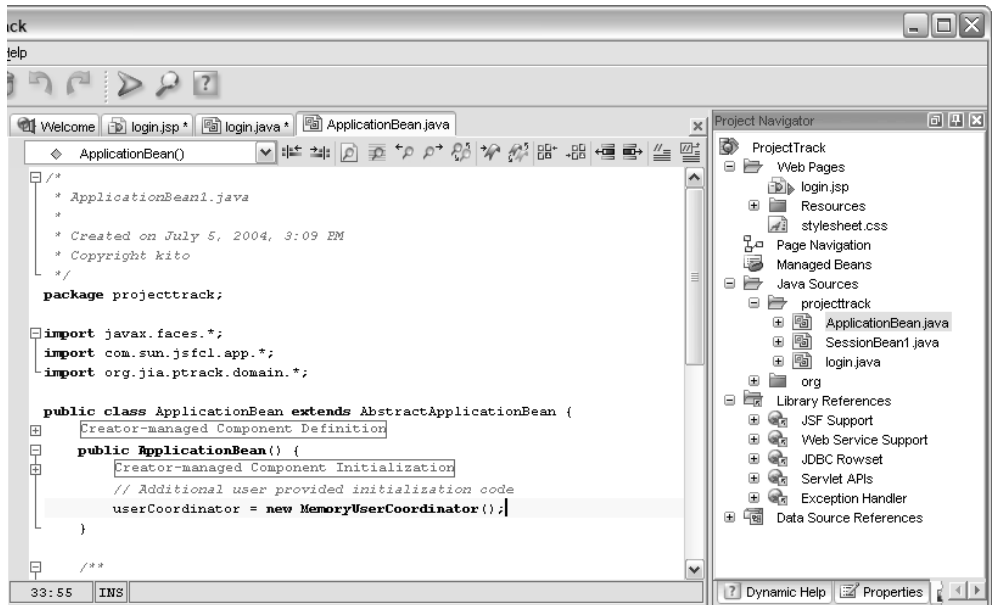 ack
Help
Welcome
login.jsp *
login.java *
ApplicationBean.java
ApplicationBean()
/*
* ApplicationBean1.java
*
* Created on July 5, 2004, 3:09 PM
* Copyright kito
*/
package projecttrack;
import javax.faces.*;
import com.sun.jsfcl.app.*;
import org.jia.ptrack.domain.*;
public class ApplicationBean extends AbstractApplicationBean {
Creator-managed Component Definition
public ApplicationBean() {
Creator-managed Component Initialization
// Additional user provided initialization code
userCoordinator = new MemoryUserCoordinator();
}
/**
33:55
INS
Project Navigator
ProjectTrack
Web Pages
login.jsp
Resources
stylesheet.css
Page Navigation
Managed Beans
Java Sources
projecttrack
ApplicationBean.java
SessionBean1.java
login.java
org
Library References
JSF Support
Web Service Support
JDBC Rowset
Servlet APIs
Exception Handler
Data Source References
Dynamic Help
Properties